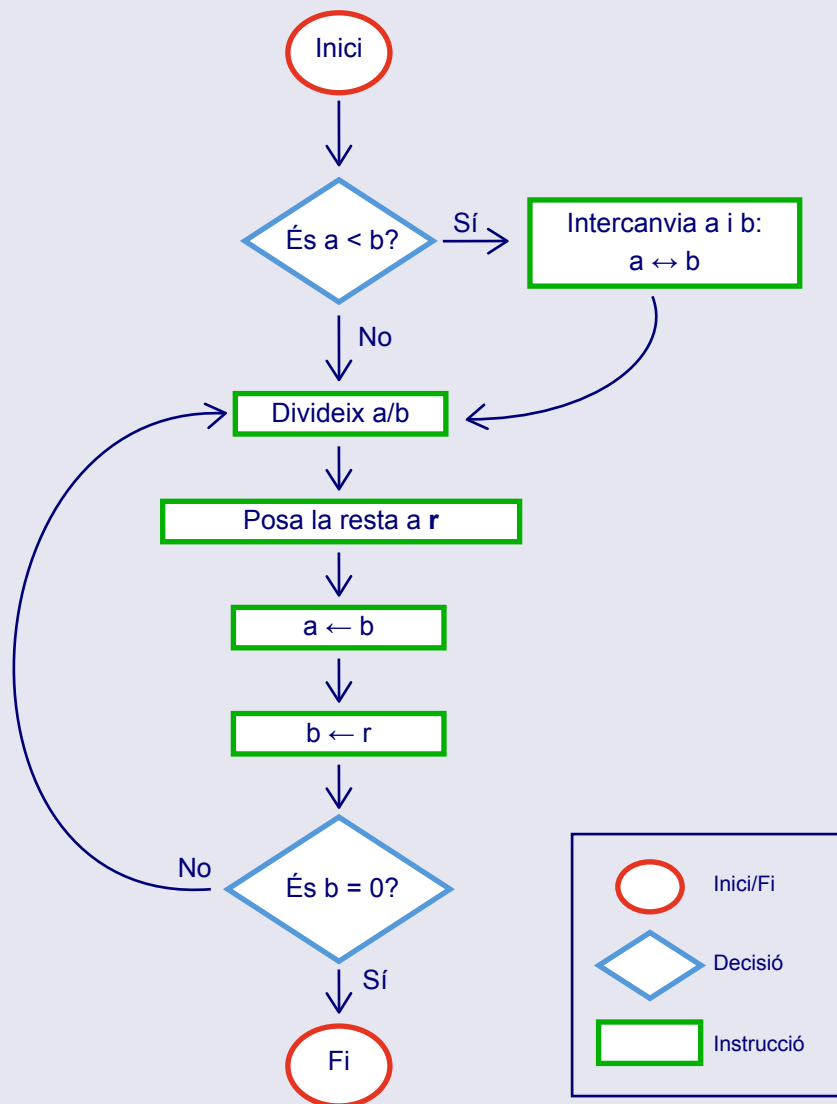 Inici
És a < b?
Sí
Intercanvia a i b:
a ↔ b
No
Divideix a/b
Posa la resta a r
a ← b
b ← r
És b = 0?
No
Sí
Fi
Inici/Fi
Decisió
Instrucció